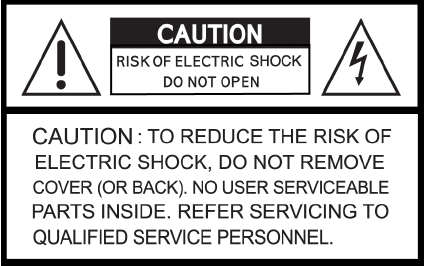 CAUTION
RISK OF ELECTRIC SHOCK
DO NOT OPEN
CAUTION : TO REDUCE THE RISK OF
ELECTRIC SHOCK, DO NOT REMOVE
COVER (OR BACK). NO USER SERVICEABLE
PARTS INSIDE. REFER SERVICING TO
QUALIFIED SERVICE PERSONNEL.